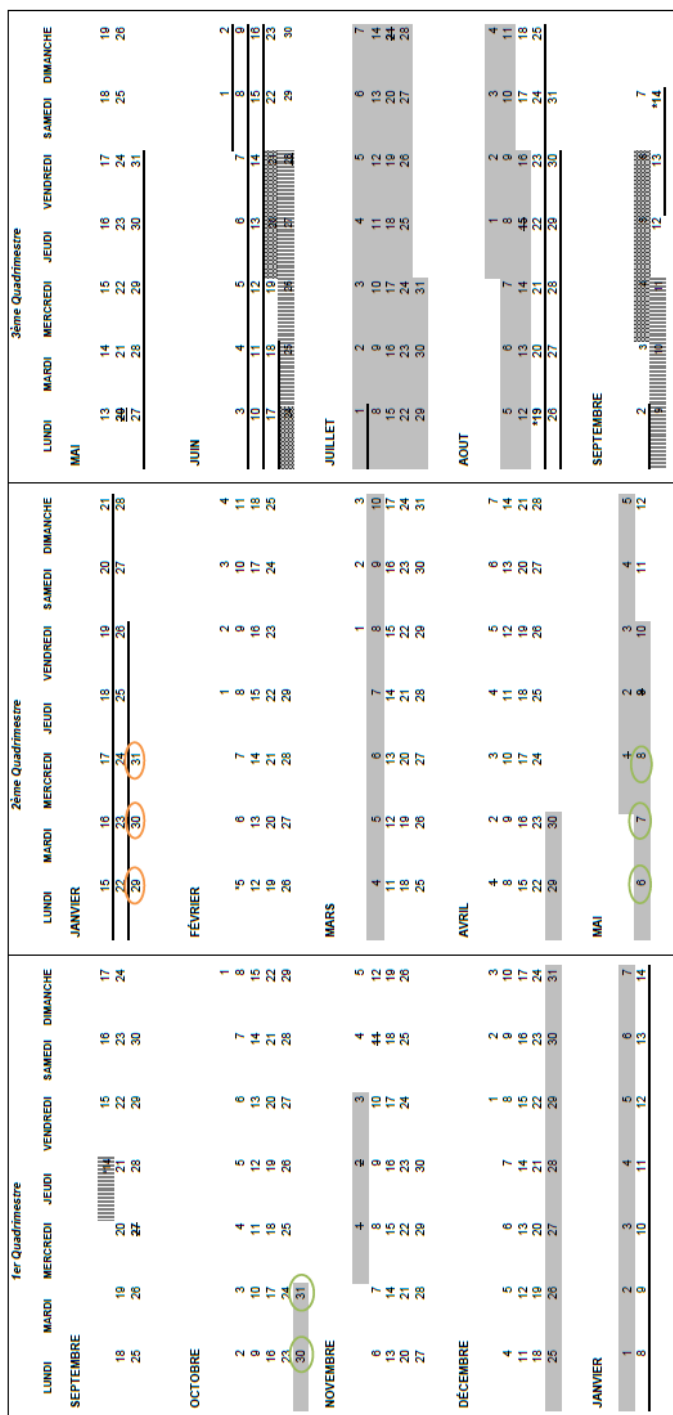 1er Quadrimestre
LUNDI MARDI MERCREDI JEUDI VENDREDI SAMEDI DIMANCHE
SEPTEMBRE
*14 15 16 17
18 19 20 21 22 23 24
25 26 27 28 29 30
OCTOBRE
1
2 3 4 5 6 7 8
9 10 11 12 13 14 15
16 17 18 19 20 21 22
23 24 25 26 27 28 29
30 31
NOVEMBRE
1 2 3 4 5
6 7 8 9 10 11 12
13 14 15 16 17 18 19
20 21 22 23 24 25 26
27 28 29 30
DÉCEMBRE
1 2 3
4 5 6 7 8 9 10
11 12 13 14 15 16 17
18 19 20 21 22 23 24
25 26 27 28 29 30 31
JANVIER
1 2 3 4 5 6 7
8 9 10 11 12 13 14
2ème Quadrimestre
LUNDI MARDI MERCREDI JEUDI VENDREDI SAMEDI DIMANCHE
JANVIER
15 16 17 18 19 20 21
22 23 24 25 26 27 28
29 30 31
FÉVRIER
1 2 3 4
*5 6 7 8 9 10 11
12 13 14 15 16 17 18
19 20 21 22 23 24 25
26 27 28 29
MARS
1 2 3
4 5 6 7 8 9 10
11 12 13 14 15 16 17
18 19 20 21 22 23 24
25 26 27 28 29 30 31
AVRIL
1 2 3 4 5 6 7
8 9 10 11 12 13 14
15 16 17 18 19 20 21
22 23 24 25 26 27 28
29 30
MAI
1 2 3 4 5
6 7 8 9 10 11 12
3ème Quadrimestre
LUNDI MARDI MERCREDI JEUDI VENDREDI SAMEDI DIMANCHE
MAI
13 14 15 16 17 18 19
20 21 22 23 24 25 26
27 28 29 30 31
JUIN
1 2
3 4 5 6 7 8 9
10 11 12 13 14 15 16
17 18 19 20 21 22 23
24 25 26 27 28 29 30
JUILLET
1 2 3 4 5 6 7
8 9 10 11 12 13 14
15 16 17 18 19 20 21
22 23 24 25 26 27 28
29 30 31
AOUT
1 2 3 4
5 6 7 8 9 10 11
12 13 14 15 16 17 18
*19 20 21 22 23 24 25
26 27 28 29 30 31
SEPTEMBRE
2 3 4 5 6 7
9 10 11 12 13 *14